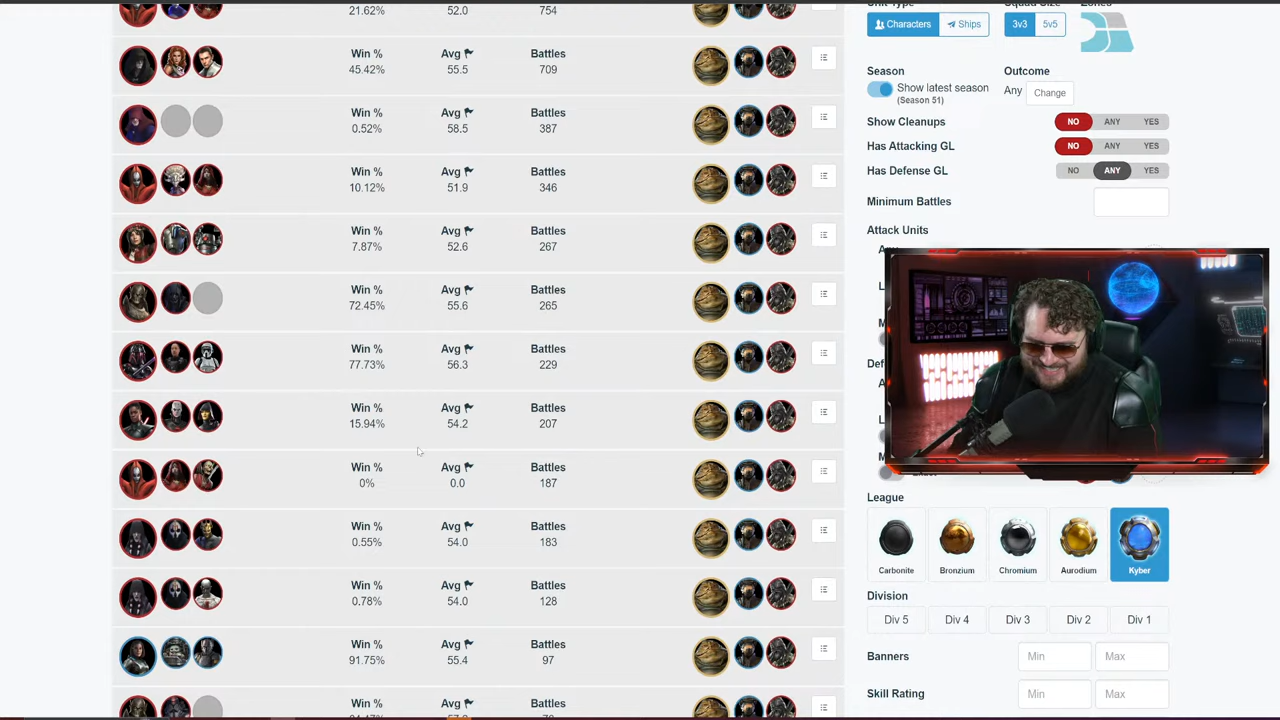 21.62% 52.0 754
Win % Avg Battles
45.42% 55.5 709
Win % Avg Battles
0.52% 58.5 387
Win % Avg Battles
10.12% 51.9 346
Win % Avg Battles
7.87% 52.6 267
Win % Avg Battles
72.45% 55.6 265
Win % Avg Battles
77.73% 56.3 229
Win % Avg Battles
15.94% 54.2 207
Win % Avg Battles
0% 0.0 187
Win % Avg Battles
0.55% 54.0 183
Win % Avg Battles
0.78% 54.0 128
Win % Avg Battles
91.75% 55.4 97
Characters Ships
3v3 5v5
Season
Show latest season
(Season 51)
Outcome
Any Change
Show Cleanups NO ANY YES
Has Attacking GL NO ANY YES
Has Defense GL NO ANY YES
Minimum Battles
Attack Units
League
Carbonite Bronzium Chromium Aurodium Kyber
Division
Div 5 Div 4 Div 3 Div 2 Div 1
Banners Min Max
Skill Rating Min Max